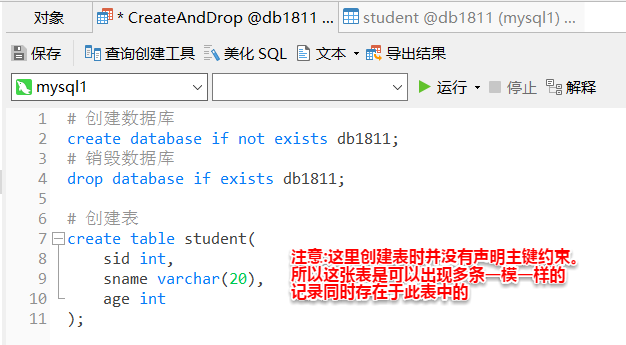 对象
* CreateAndDrop @db1811 ...
student @db1811 (mysql1) ...
保存 查询创建工具 美化 SQL 文本 导出结果
mysql1 运行 停止 解释
1 # 创建数据库
2 create database if not exists db1811;
3 # 销毁数据库
4 drop database if exists db1811;
5
6 # 创建表
7 create table student(
8 sid int,
9 sname varchar(20),
10 age int
11 );
注意:这里创建表时并没有声明主键约束。
所以这张表是可以出现多条一模一样的
记录同时存在于此表中的